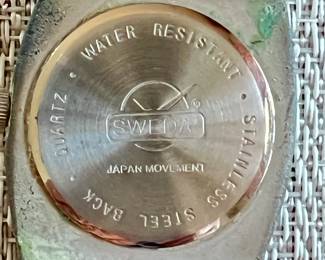 QUARTZ • WATER RESISTANT • STAINLESS STEEL BACK •
SWEDA
JAPAN MOVEMENT